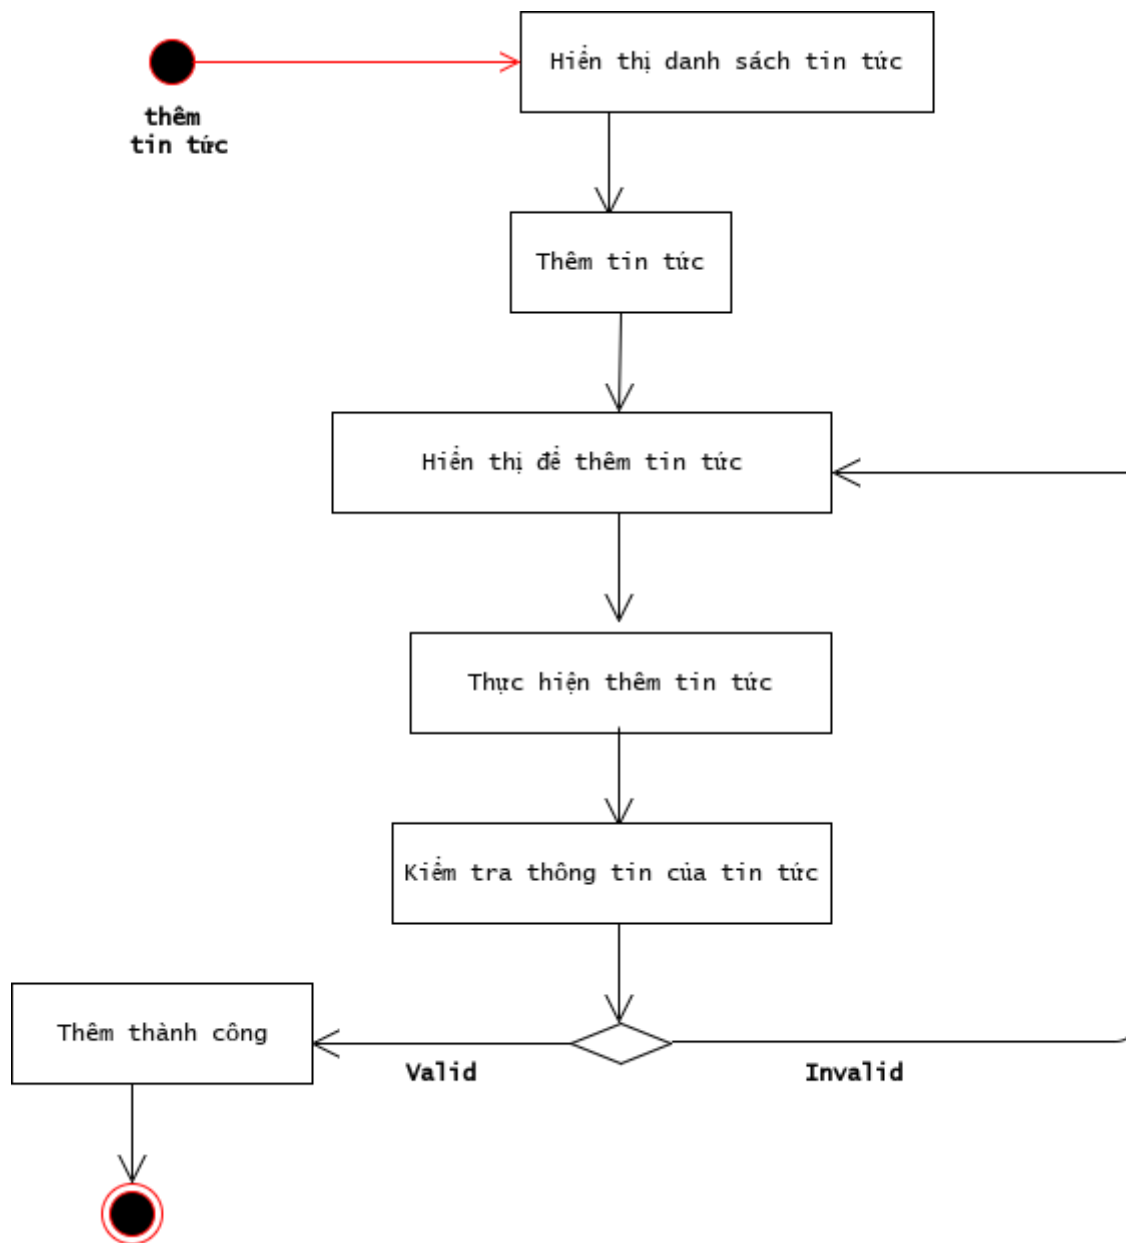 Hiển thị danh sách tin tức
thêm
tin tức
Thêm tin tức
Hiển thị để thêm tin tức
Thực hiện thêm tin tức
Kiểm tra thông tin của tin tức
Thêm thành công
Valid
Invalid